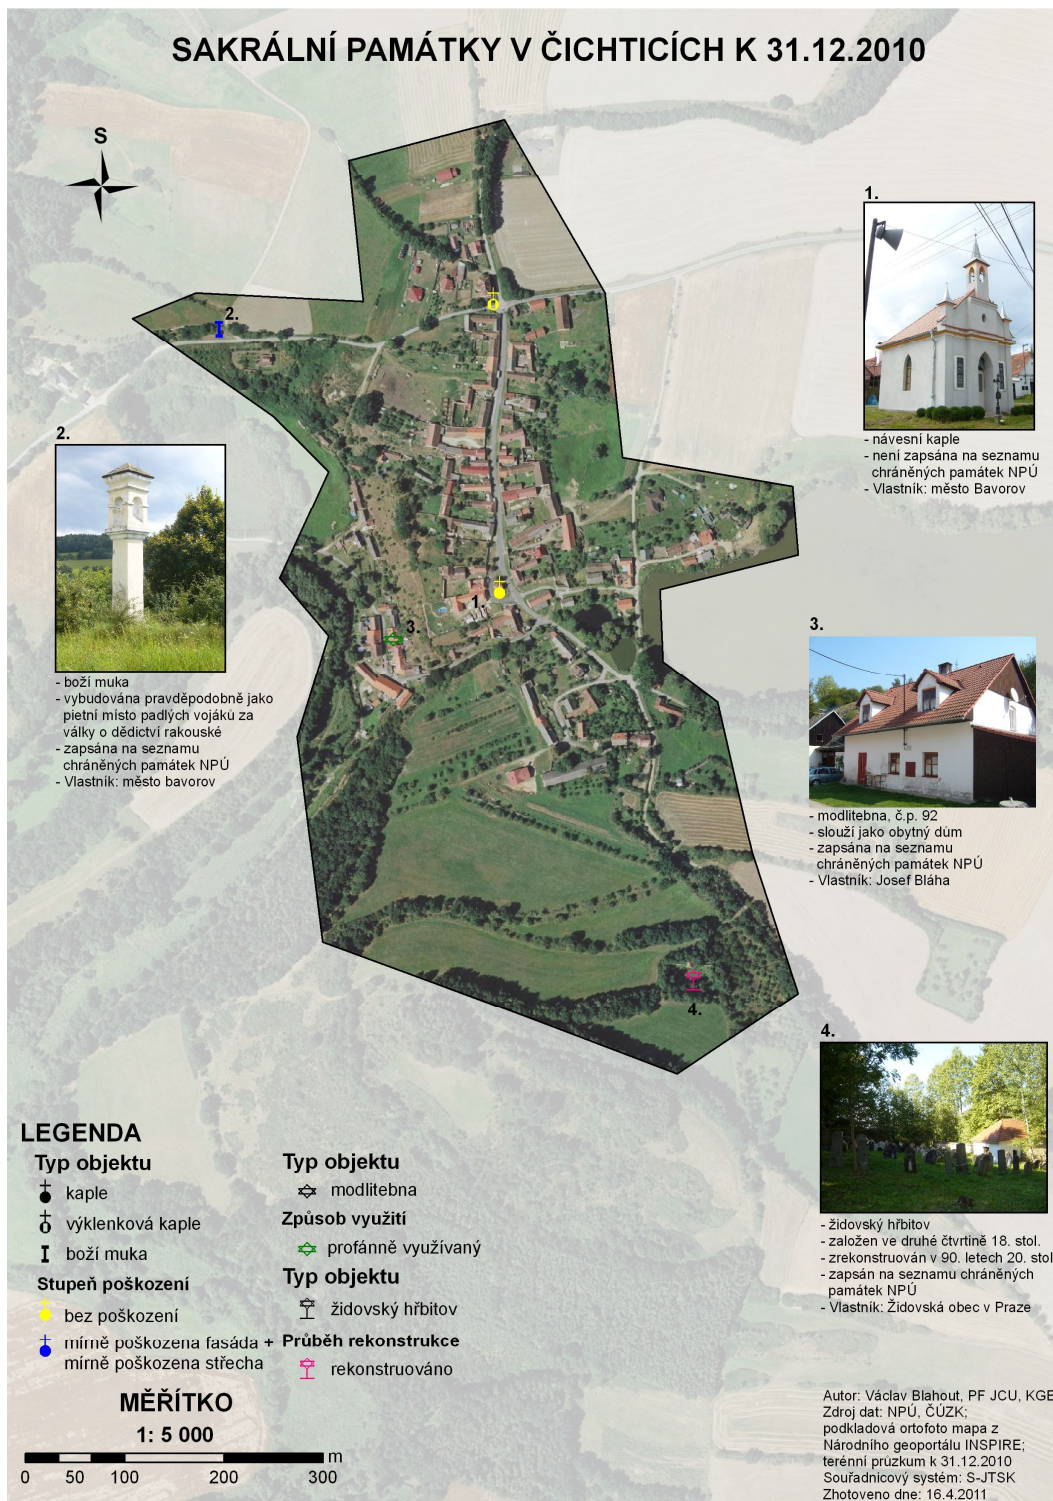 SAKRÁLNÍ PAMÁTKY V ČICHTICÍCH K 31.12.2010
S
1.
- návesní kaple
- není zapsána na seznamu
chráněných památek NPÚ
- Vlastník: město Bavorov
2.
2.
- boží muka
- vybudována pravděpodobně jako
pietní místo padlých vojáků za
války o dědictví rakouské
- zapsána na seznamu
chráněných památek NPÚ
- Vlastník: město bavorov
1.
3.
3.
- modlitebna, č.p. 92
- slouží jako obytný dům
- zapsána na seznamu
chráněných památek NPÚ
- Vlastník: Josef Bláha
4.
4.
- židovský hřbitov
- založen ve druhé čtvrtině 18. stol.
- zrekonstruován v 90. letech 20. stol
- zapsán na seznamu chráněných
památek NPÚ
- Vlastník: Židovská obec v Praze
LEGENDA
Typ objektu
kaple
výklenková kaple
boží muka
Stupeň poškození
bez poškození
mírně poškozena fasáda +
mírně poškozena střecha
Typ objektu
modlitebna
Způsob využití
profánně využívaný
Typ objektu
židovský hřbitov
Průběh rekonstrukce
rekonstruováno
MĚŘÍTKO
1: 5 000
m
0 50 100 200 300
Autor: Václav Blahout, PF JCU, KGE
Zdroj dat: NPÚ, ČÚZK;
podkladová ortofoto mapa z
Národního geoportálu INSPIRE;
terénní průzkum k 31.12.2010
Souřadnicový systém: S-JTSK
Zhotoveno dne: 16.4.2011